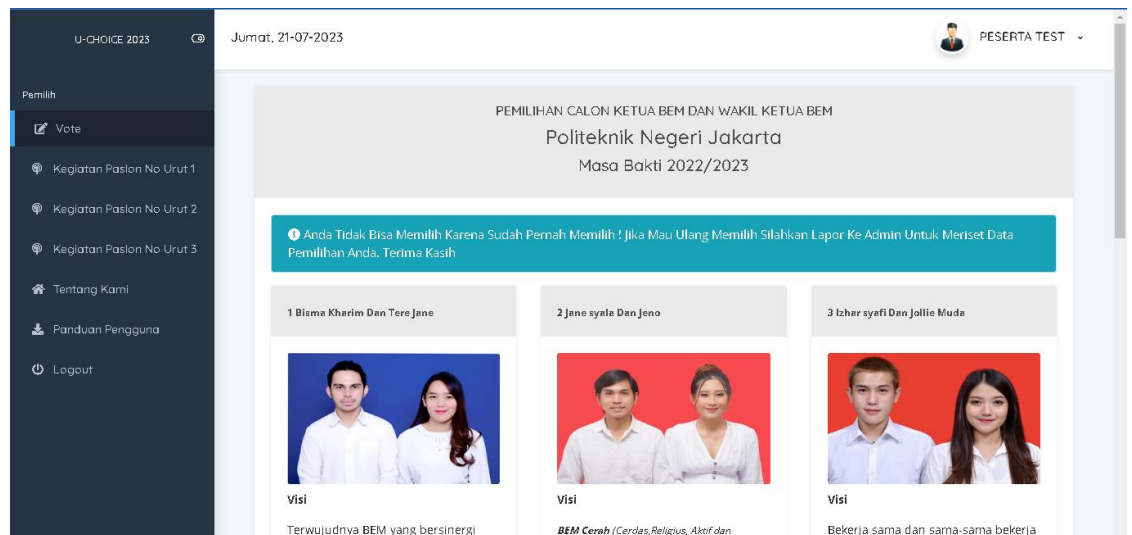 U-CHOICE 2023
Jumat, 21-07-2023
PESERTA TEST
Pemilih
Vote
Kegiatan Paslon No Urut 1
Kegiatan Paslon No Urut 2
Kegiatan Paslon No Urut 3
Tentang Kami
Panduan Pengguna
Logout
PEMILIHAN CALON KETUA BEM DAN WAKIL KETUA BEM
Politeknik Negeri Jakarta
Masa Bakti 2022/2023
Anda Tidak Bisa Memilih Karena Sudah Pernah Memilih ! Jika Mau Ulang Memilih Silahkan Lapor Ke Admin Untuk Meriset Data
Pemilihan Anda. Terima Kasih
1 Bisma Kharim Dan Tere Jane
2 Jane syala Dan Jeno
3 Izhar syafi Dan Jollie Muda
Visi
Visi
Visi
Terwujudnya BEM yang bersinergi
BEM Cerah (Cerdas,Religius, Aktif dan
Bekerja sama dan sama-sama bekerja